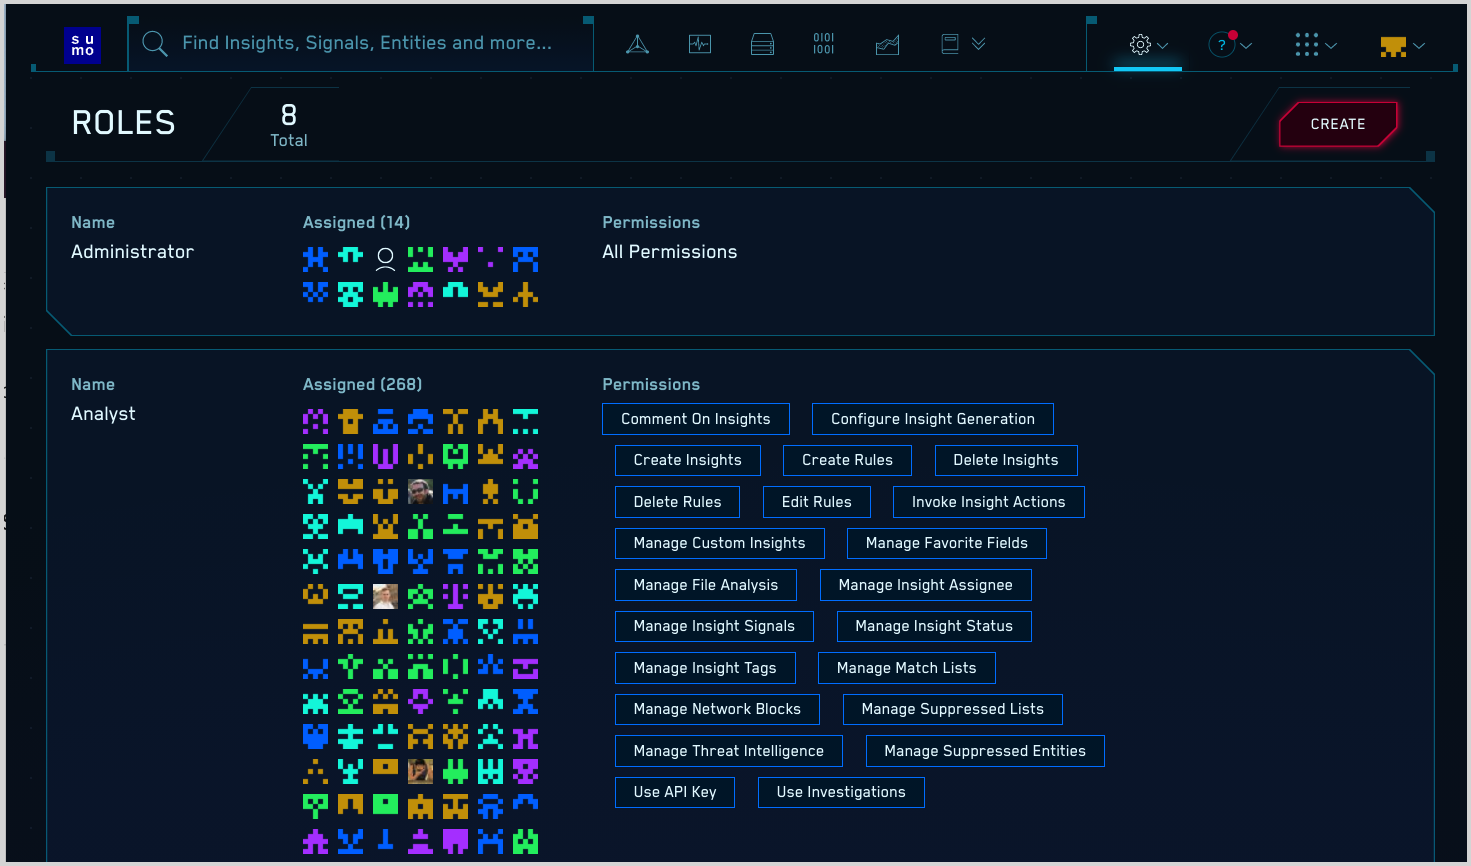 su
mo
Find Insights, Signals, Entities and more...
0101
1001
?
ROLES
8
Total
CREATE
Name
Assigned (14)
Permissions
Administrator
All Permissions
Name
Assigned (268)
Permissions
Analyst
Comment On Insights
Configure Insight Generation
Create Insights
Create Rules
Delete Insights
Delete Rules
Edit Rules
Invoke Insight Actions
Manage Custom Insights
Manage Favorite Fields
Manage File Analysis
Manage Insight Assignee
Manage Insight Signals
Manage Insight Status
Manage Insight Tags
Manage Match Lists
Manage Network Blocks
Manage Suppressed Lists
Manage Threat Intelligence
Manage Suppressed Entities
Use API Key
Use Investigations